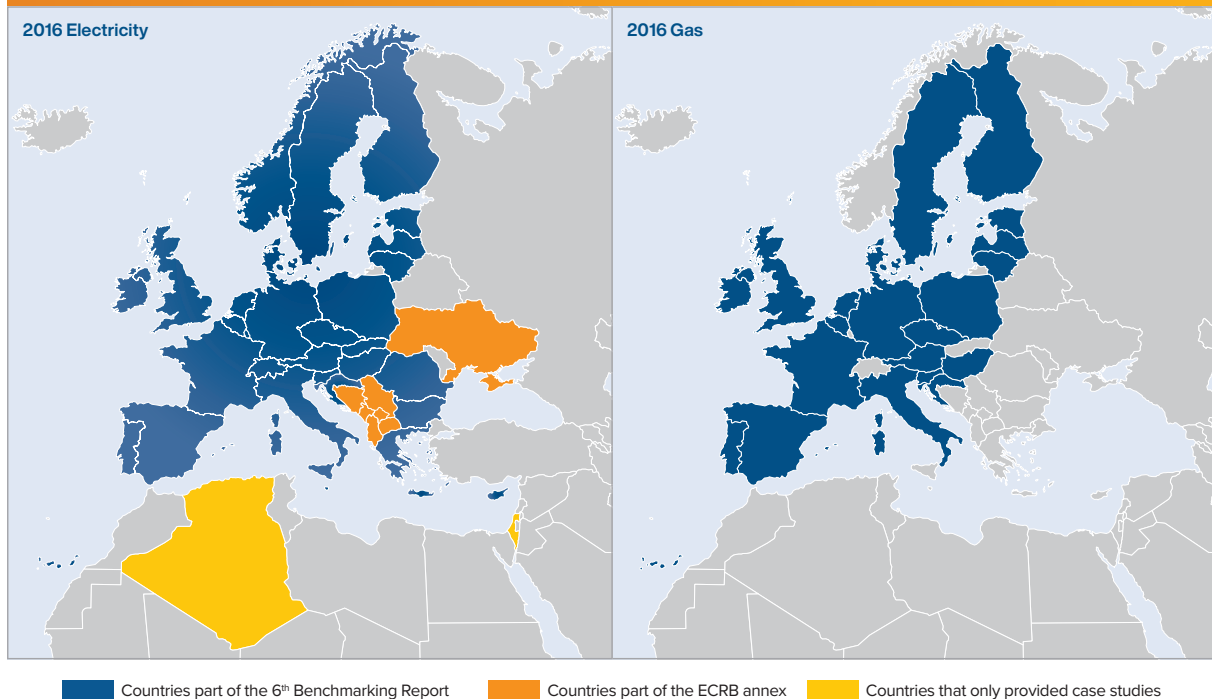 2016 Electricity
2016 Gas
Countries part of the 6th Benchmarking Report
Countries part of the ECRB annex
Countries that only provided case studies